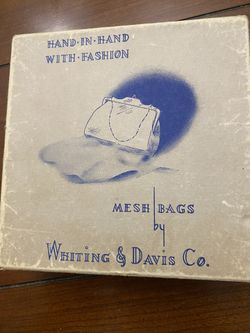 HAND·IN·HAND
WITH·FASHION
MESH BAGS
by
WHITING & DAVIS CO.